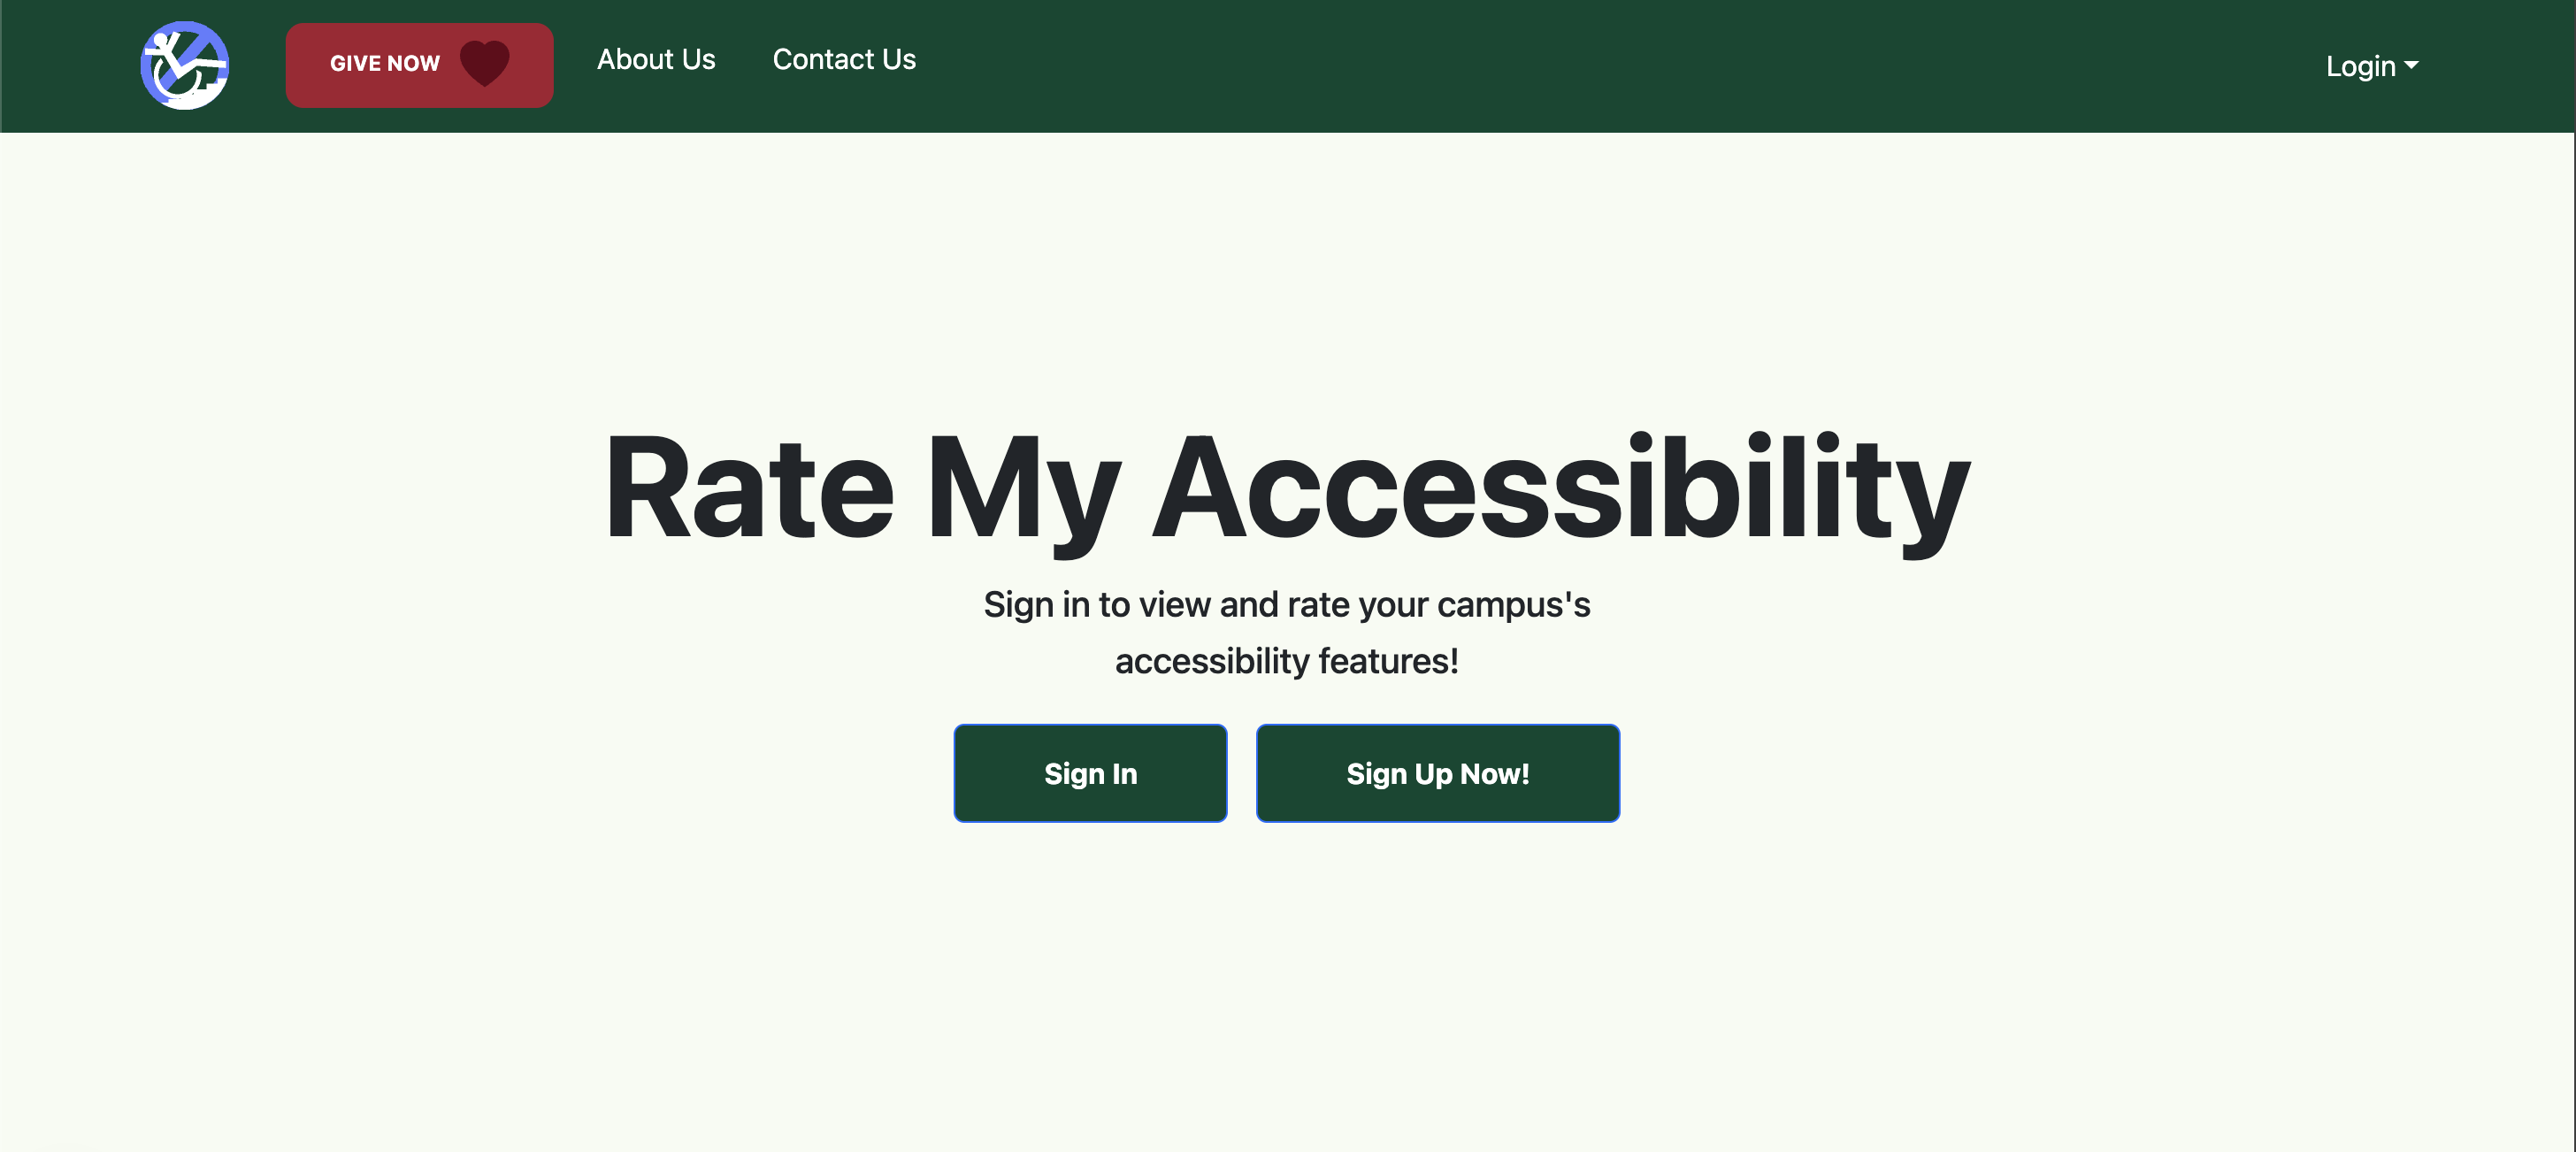 GIVE NOW
About Us
Contact Us
Login
Rate My Accessibility
Sign in to view and rate your campus's
accessibility features!
Sign In
Sign Up Now!